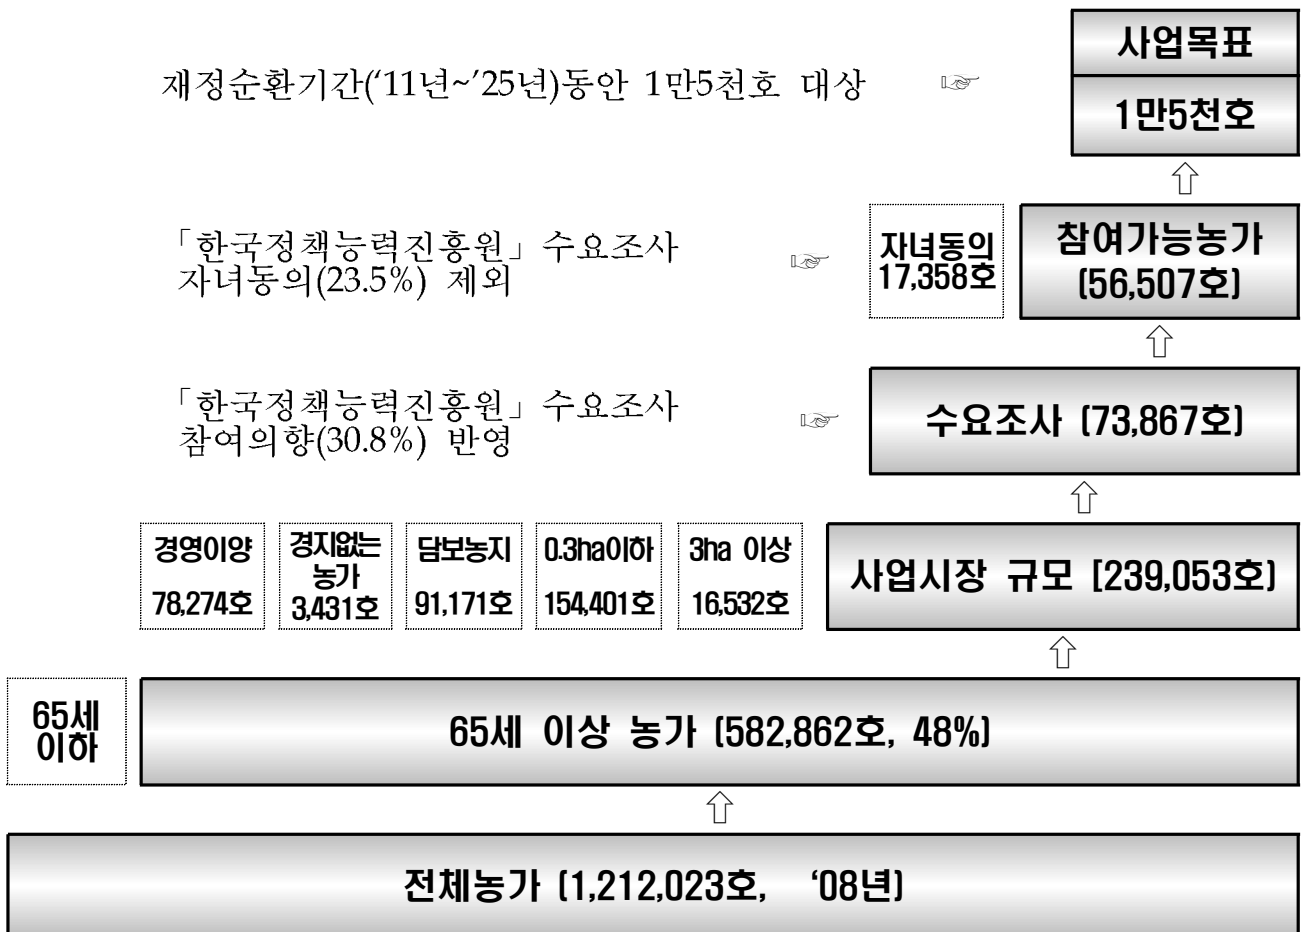 사업목표
재정순환기간(‘11년~’25년)동안 1만5천호 대상 ☞
1만5천호
⇧
「한국정책능력진흥원」 수요조사
자녀동의(23.5%) 제외
☞
자녀동의
17,358호
참여가능농가
(56,507호)
⇧
「한국정책능력진흥원」 수요조사
참여의향(30.8%) 반영
☞
수요조사 (73,867호)
⇧
경영이양
78,274호
경지없는
농가
3,431호
담보농지
91,171호
0.3ha이하
154,401호
3ha 이상
16,532호
사업시장 규모 (239,053호)
⇧
65세
이하
65세 이상 농가 (582,862호, 48%)
⇧
전체농가 (1,212,023호, ‘08년)